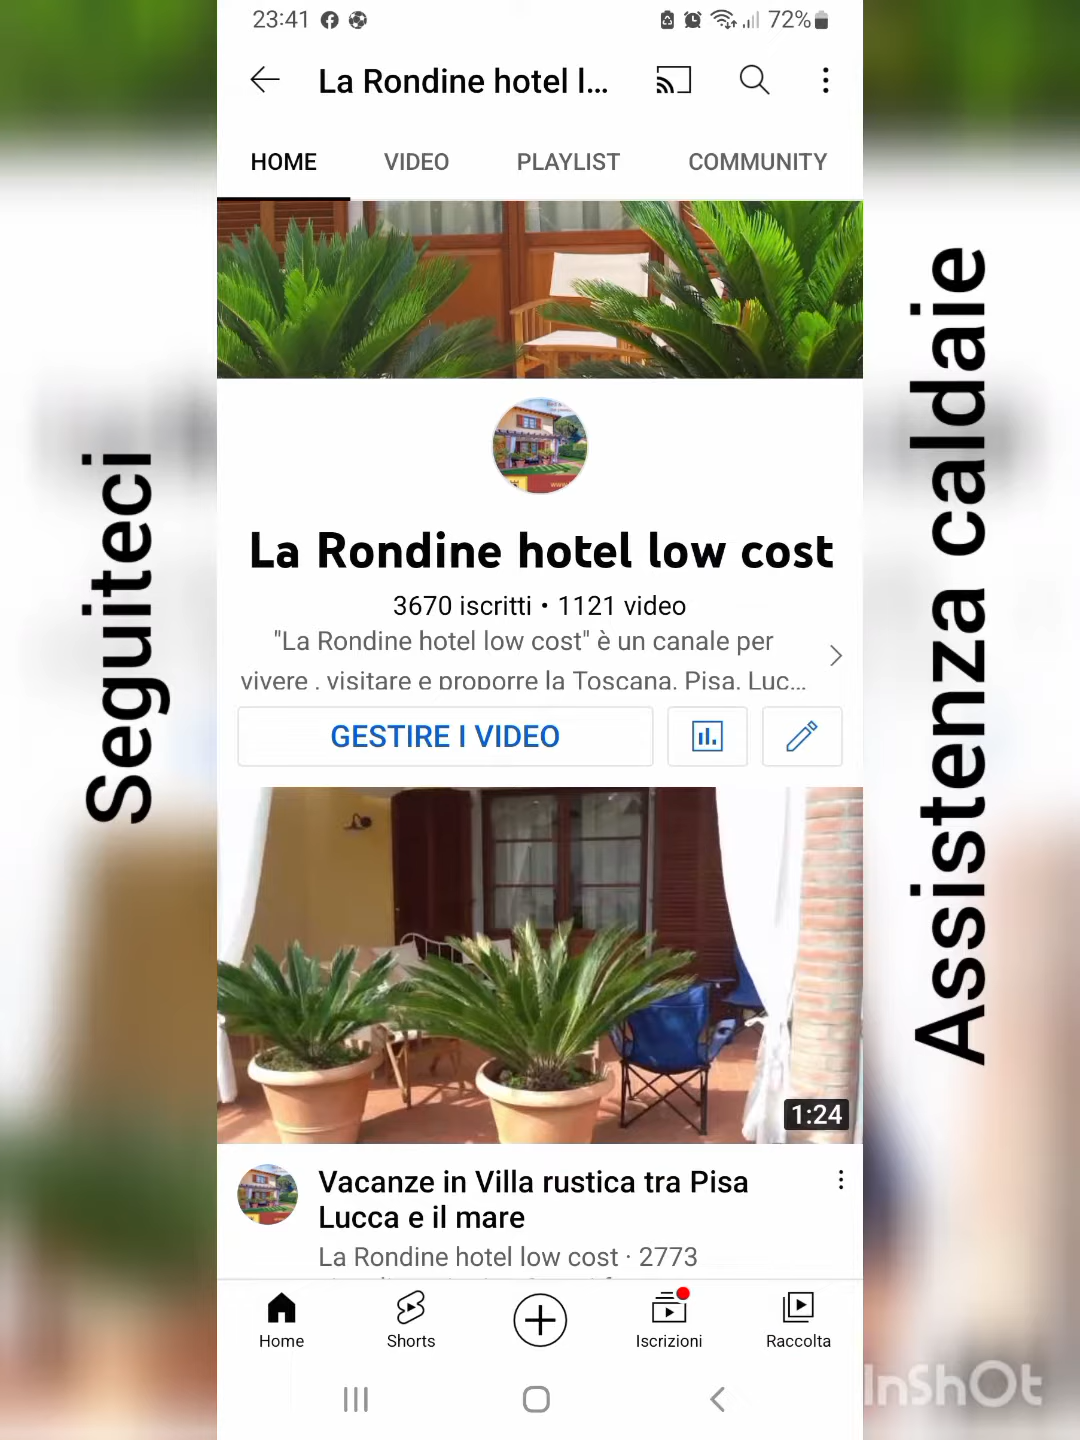 23:41
72%
La Rondine hotel l...
HOME
VIDEO
PLAYLIST
COMMUNITY
La Rondine hotel low cost
3670 iscritti • 1121 video
"La Rondine hotel low cost" è un canale per
vivere , visitare e proporre la Toscana. Pisa. Luc...
GESTIRE I VIDEO
1:24
Vacanze in Villa rustica tra Pisa
Lucca e il mare
La Rondine hotel low cost · 2773
Home
Shorts
Iscrizioni
Raccolta
Seguiteci
Assistenza caldaie
InShOt